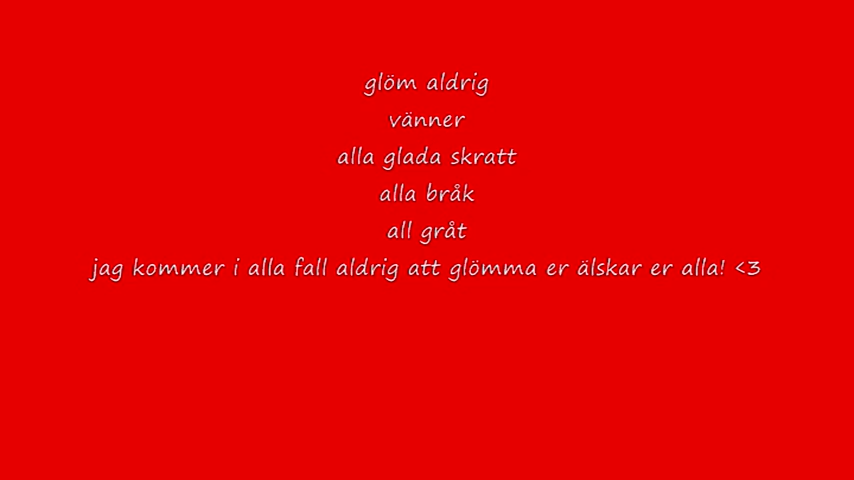 glöm aldrig
vänner
alla glada skratt
alla bråk
all gråt
jag kommer i alla fall aldrig att glömma er älskar er alla! <3